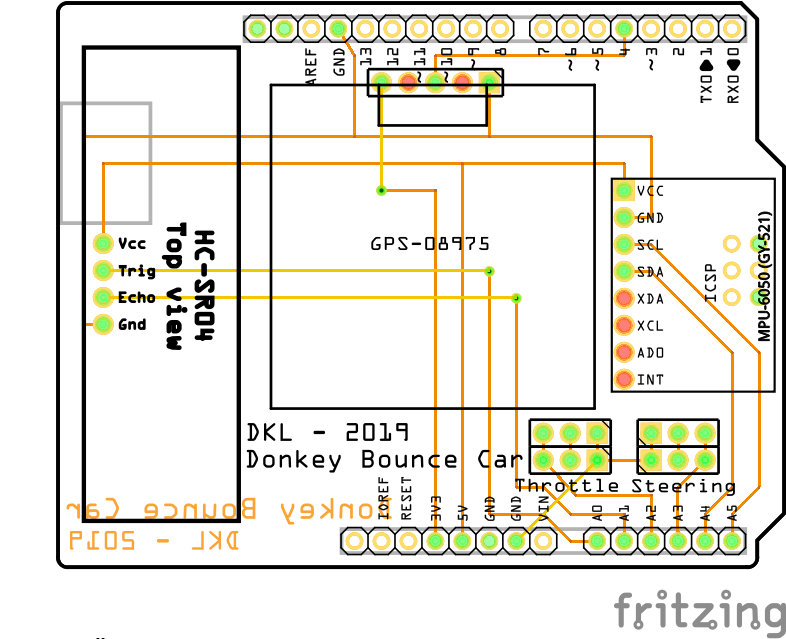 AREF
GND
13
12
~11
~10
~9
8
7
~6
~5
4
~3
2
TX0 1
RX0 0
VCC
GND
SCL
SDA
XDA
XCL
ADO
INT
ICSP
MPU-6050 (GY-521)
GPS-08975
Vcc
Trig
Echo
Gnd
HC-SR04
Top view
DKL - 2019
Donkey Bounce Car
Throttle Steering
Donkey Bounce Car
DKL - 2019
IOREF
RESET
3V3
5V
GND
GND
VIN
A0
A1
A2
A3
A4
A5
fritzing